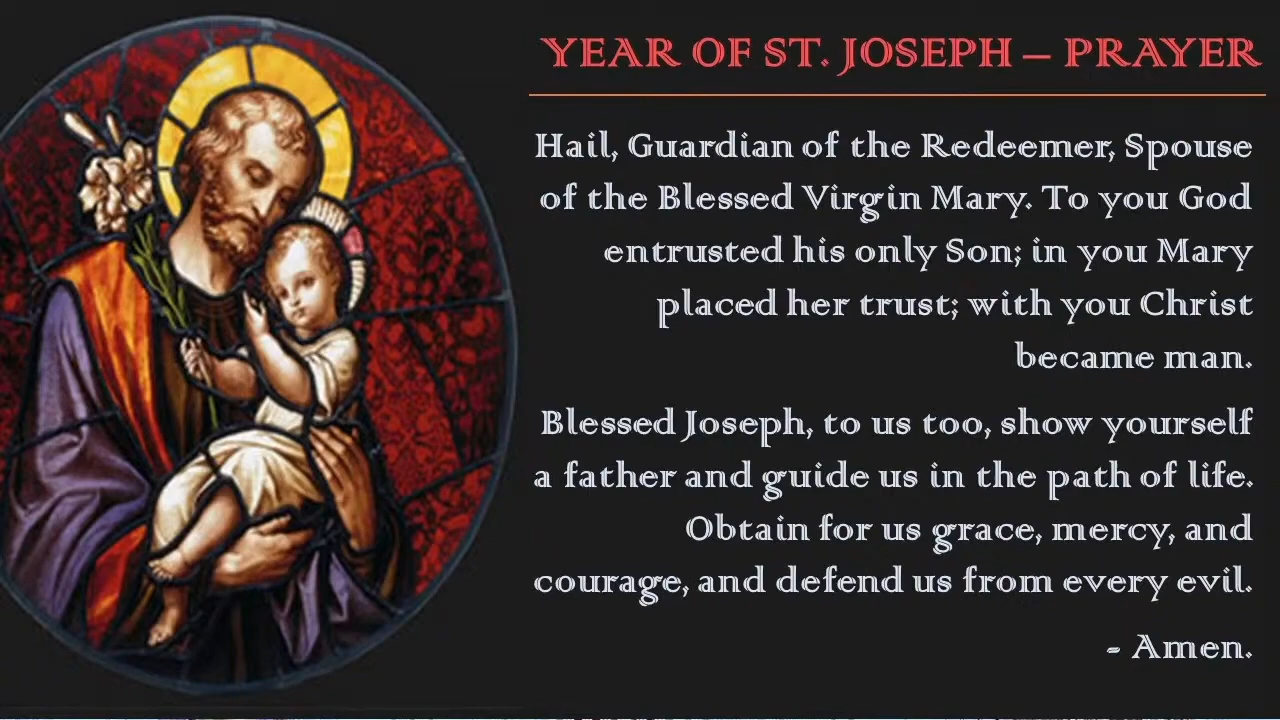 YEAR OF ST. JOSEPH – PRAYER
Hail, Guardian of the Redeemer, Spouse
of the Blessed Virgin Mary. To you God
entrusted his only Son; in you Mary
placed her trust; with you Christ
became man.
Blessed Joseph, to us too, show yourself
a father and guide us in the path of life.
Obtain for us grace, mercy, and
courage, and defend us from every evil.
- Amen.